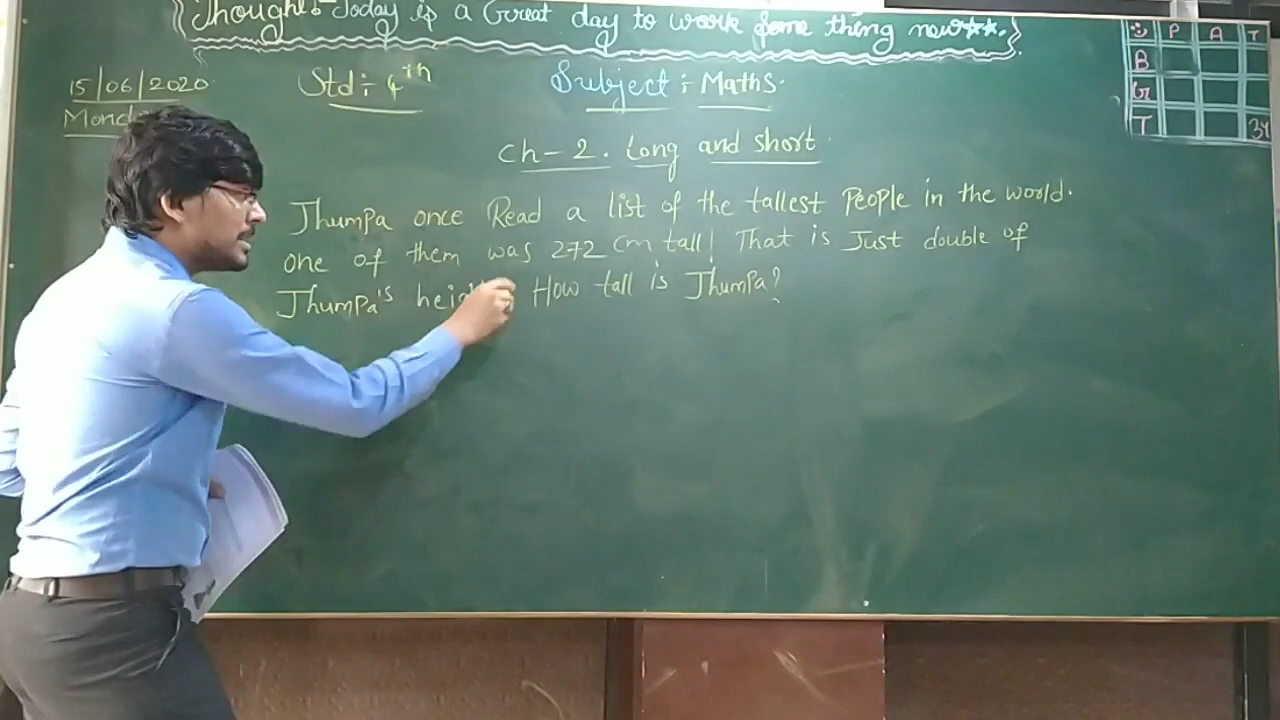 Thought:- Today is a Great day to work Some thing new**.
15/06/2020 Std:- 4th Subject:- Maths.
P A T
B
G
T 34
Ch-2. Long and short
Jhumpa once Read a list of the tallest People in the world.
one of them was 272 cm tall! That is Just double of
Jhumpa's How tall is Jhumpa?